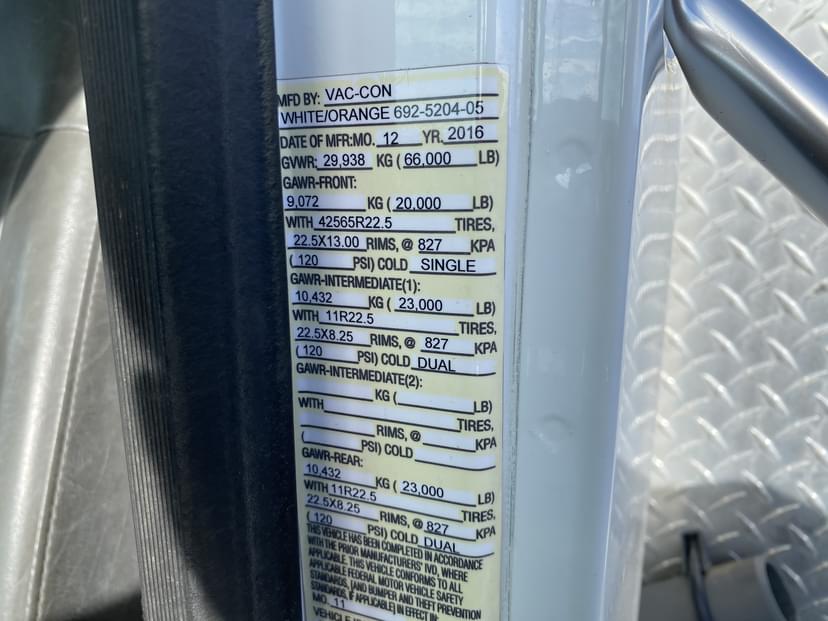 MFD BY: VAC-CON
WHITE/ORANGE 692-5204-05
DATE OF MFR:MO. 12 YR. 2016
GVWR: 29,938 KG ( 66,000 LB)
GAWR-FRONT:
9,072 KG ( 20,000 LB)
WITH 42565R22.5 TIRES,
22.5X13.00 RIMS, @ 827 KPA
( 120 PSI) COLD SINGLE
GAWR-INTERMEDIATE(1):
10,432 KG ( 23,000 LB)
WITH 11R22.5 TIRES,
22.5X8.25 RIMS, @ 827 KPA
( 120 PSI) COLD DUAL
GAWR-INTERMEDIATE(2):
KG ( LB)
WITH TIRES,
RIMS, @ KPA
( PSI) COLD
GAWR-REAR:
10,432 KG ( 23,000 LB)
WITH 11R22.5 TIRES,
22.5X8.25 RIMS, @ 827 KPA
( 120 PSI) COLD DUAL
THIS VEHICLE HAS BEEN COMPLETED IN ACCORDANCE
WITH THE PRIOR MANUFACTURERS' IVD, WHERE
APPLICABLE. THIS VEHICLE CONFORMS TO ALL
APPLICABLE FEDERAL MOTOR VEHICLE SAFETY
STANDARDS, [AND BUMPER AND THEFT PREVENTION
STANDARDS, IF APPLICABLE] IN EFFECT IN:
MO. 11
VEHICLE